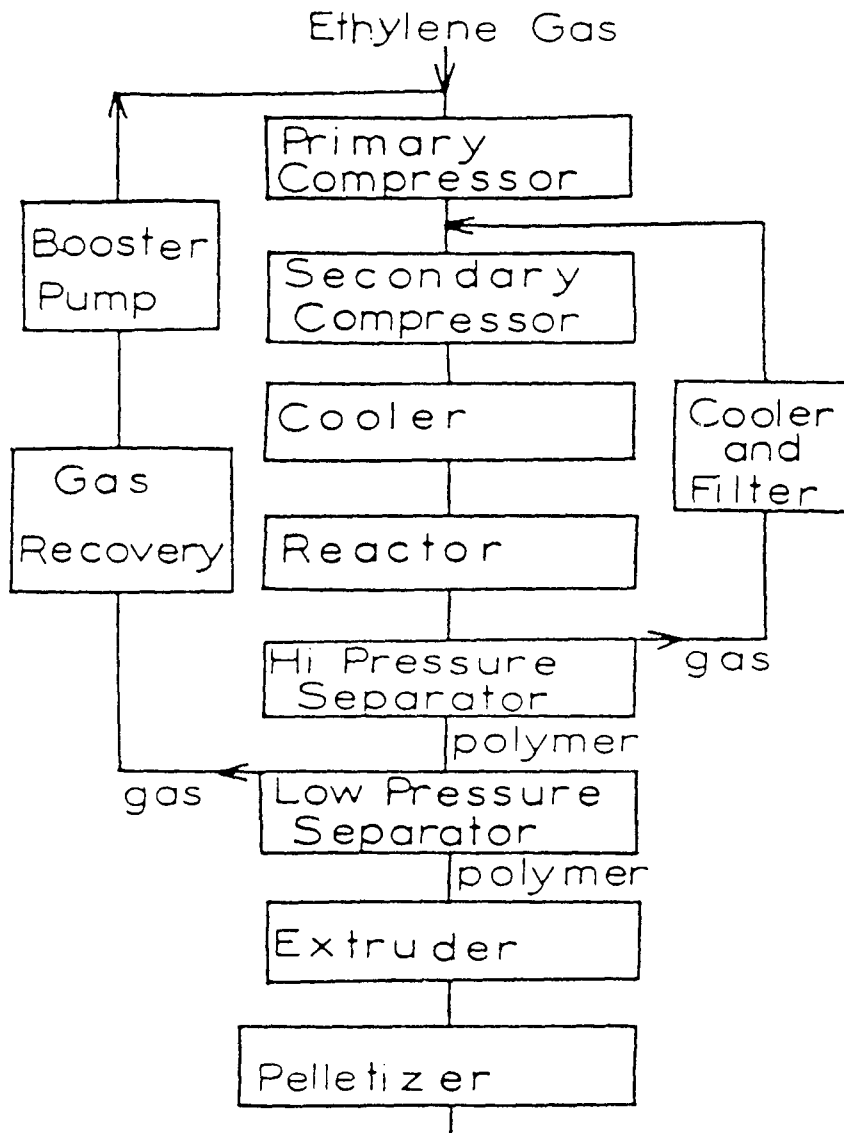 Ethylene Gas
Primary
Compressor
Booster
Pump
Secondary
Compressor
Cooler
Cooler
and
Filter
Gas
Recovery
Reactor
Hi Pressure
Separator
gas
polymer
gas
Low Pressure
Separator
polymer
Extruder
Pelletizer